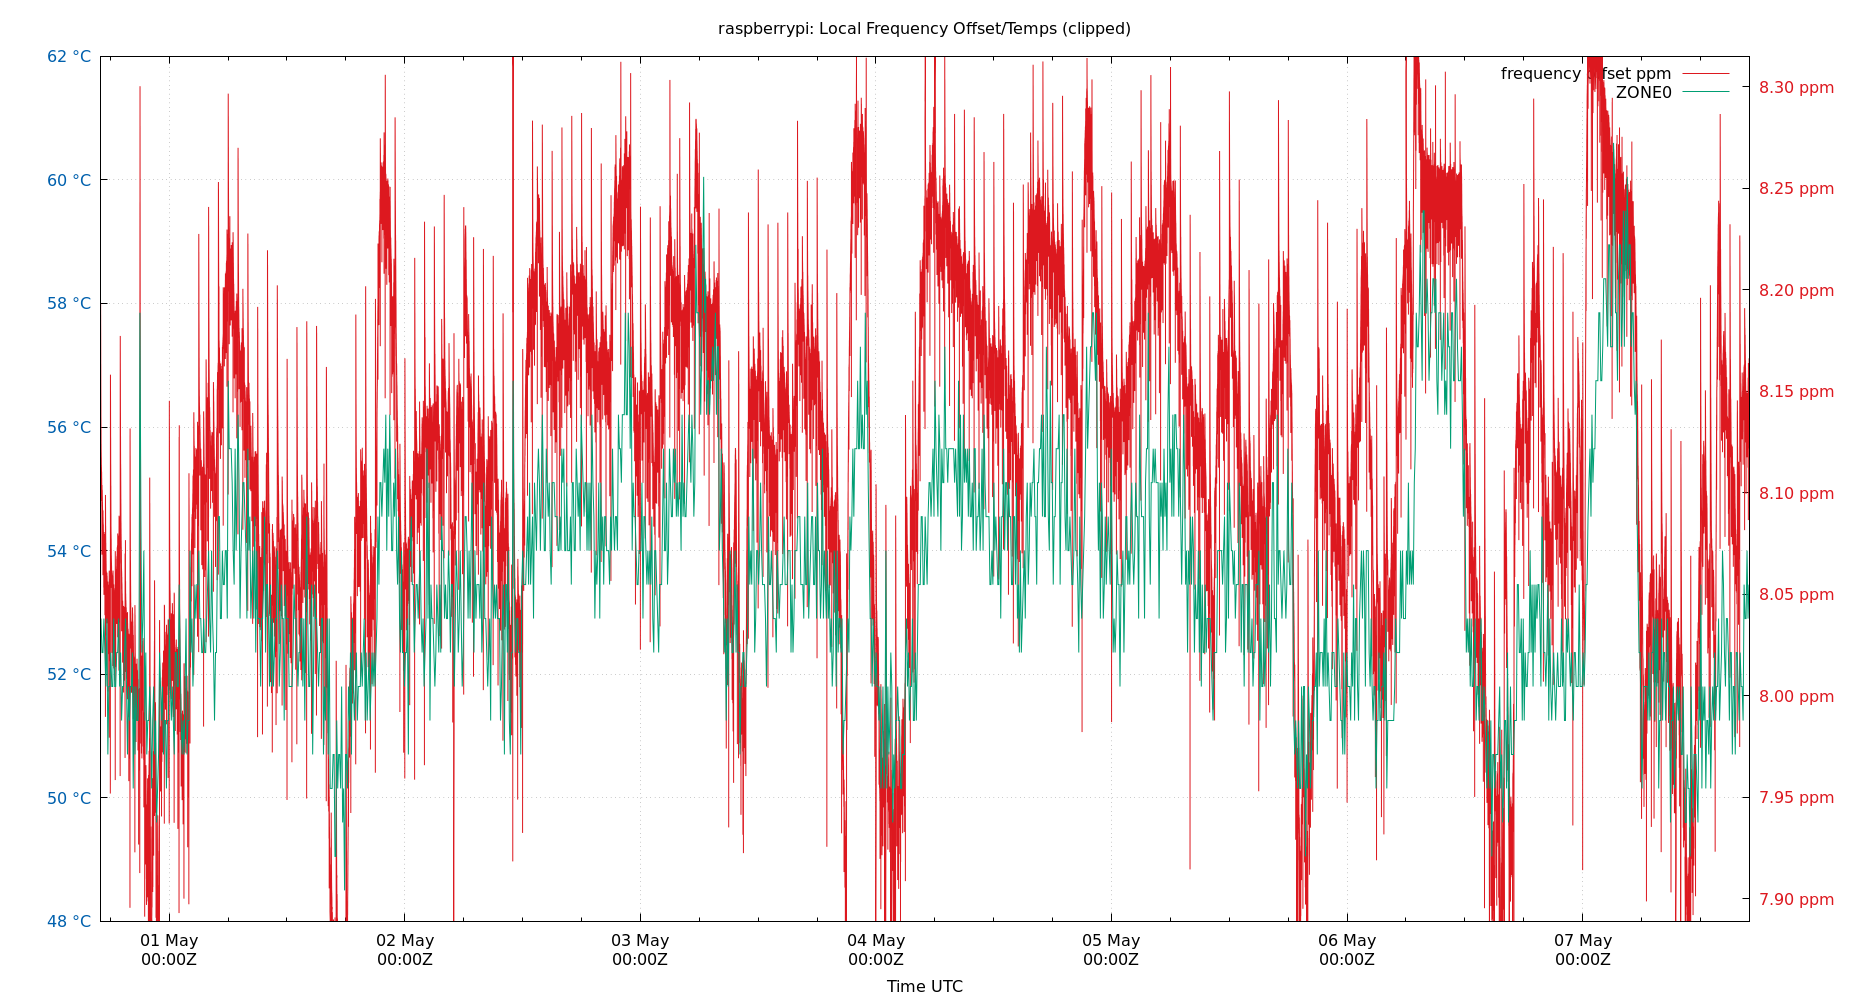 raspberrypi: Local Frequency Offset/Temps (clipped)
62 °C
60 °C
58 °C
56 °C
54 °C
52 °C
50 °C
48 °C
frequency offset ppm
ZONE0
8.30 ppm
8.25 ppm
8.20 ppm
8.15 ppm
8.10 ppm
8.05 ppm
8.00 ppm
7.95 ppm
7.90 ppm
01 May 02 May 03 May 04 May 05 May 06 May 07 May
00:00Z 00:00Z 00:00Z 00:00Z 00:00Z 00:00Z 00:00Z
Time UTC